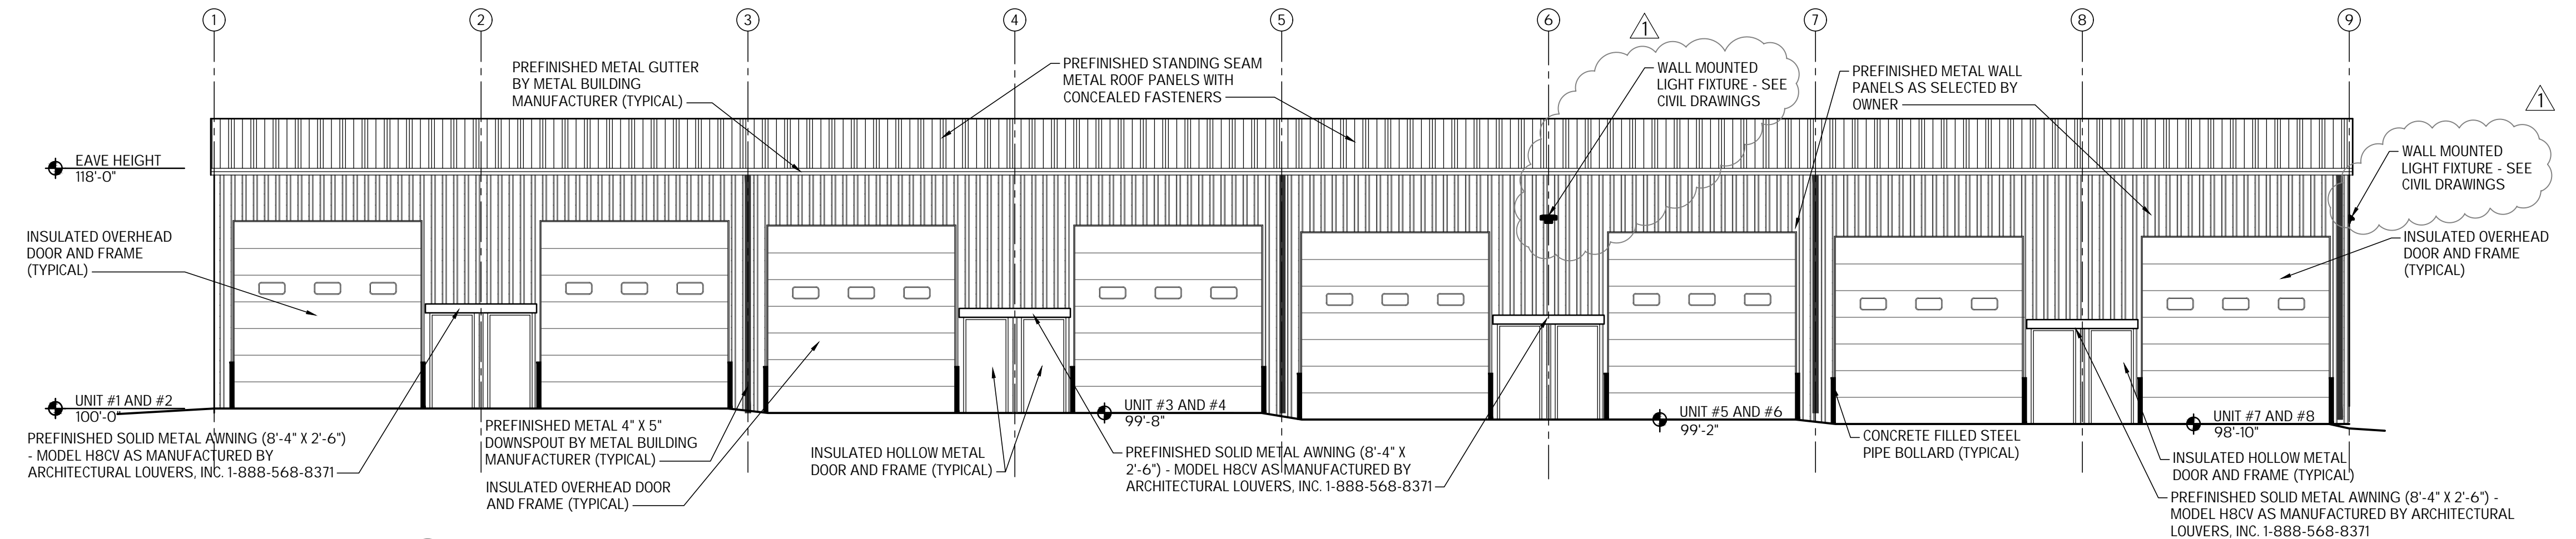 1
2
3
4
5
6
7
8
9
1
1
PREFINISHED METAL GUTTER
BY METAL BUILDING
MANUFACTURER (TYPICAL)
PREFINISHED STANDING SEAM
METAL ROOF PANELS WITH
CONCEALED FASTENERS
WALL MOUNTED
LIGHT FIXTURE - SEE
CIVIL DRAWINGS
PREFINISHED METAL WALL
PANELS AS SELECTED BY
OWNER
WALL MOUNTED
LIGHT FIXTURE - SEE
CIVIL DRAWINGS
EAVE HEIGHT
118'-0"
INSULATED OVERHEAD
DOOR AND FRAME
(TYPICAL)
INSULATED OVERHEAD
DOOR AND FRAME
(TYPICAL)
UNIT #1 AND #2
100'-0"
UNIT #3 AND #4
99'-8"
UNIT #5 AND #6
99'-2"
UNIT #7 AND #8
98'-10"
PREFINISHED SOLID METAL AWNING (8'-4" X 2'-6")
- MODEL H8CV AS MANUFACTURED BY
ARCHITECTURAL LOUVERS, INC. 1-888-568-8371
PREFINISHED METAL 4" X 5"
DOWNSPOUT BY METAL BUILDING
MANUFACTURER (TYPICAL)
INSULATED OVERHEAD DOOR
AND FRAME (TYPICAL)
INSULATED HOLLOW METAL
DOOR AND FRAME (TYPICAL)
PREFINISHED SOLID METAL AWNING (8'-4" X
2'-6") - MODEL H8CV AS MANUFACTURED BY
ARCHITECTURAL LOUVERS, INC. 1-888-568-8371
CONCRETE FILLED STEEL
PIPE BOLLARD (TYPICAL)
INSULATED HOLLOW METAL
DOOR AND FRAME (TYPICAL)
PREFINISHED SOLID METAL AWNING (8'-4" X 2'-6") -
MODEL H8CV AS MANUFACTURED BY ARCHITECTURAL
LOUVERS, INC. 1-888-568-8371